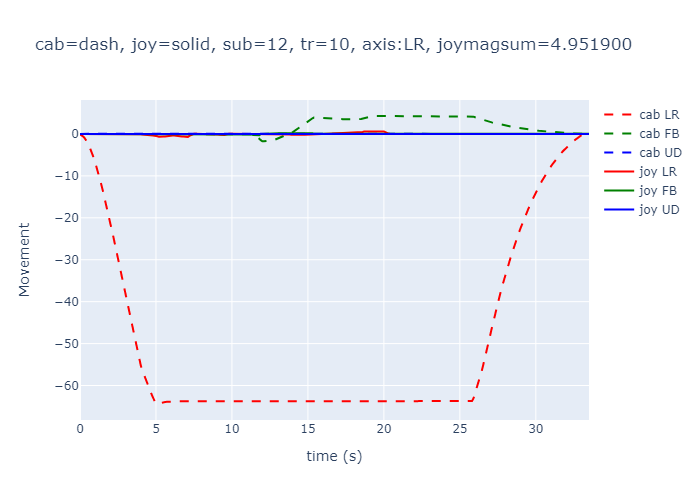 cab=dash, joy=solid, sub=12, tr=10, axis:LR, joymagsum=4.951900
cab LR
cab FB
cab UD
joy LR
joy FB
joy UD
Movement
0
−10
−20
−30
−40
−50
−60
0 5 10 15 20 25 30
time (s)